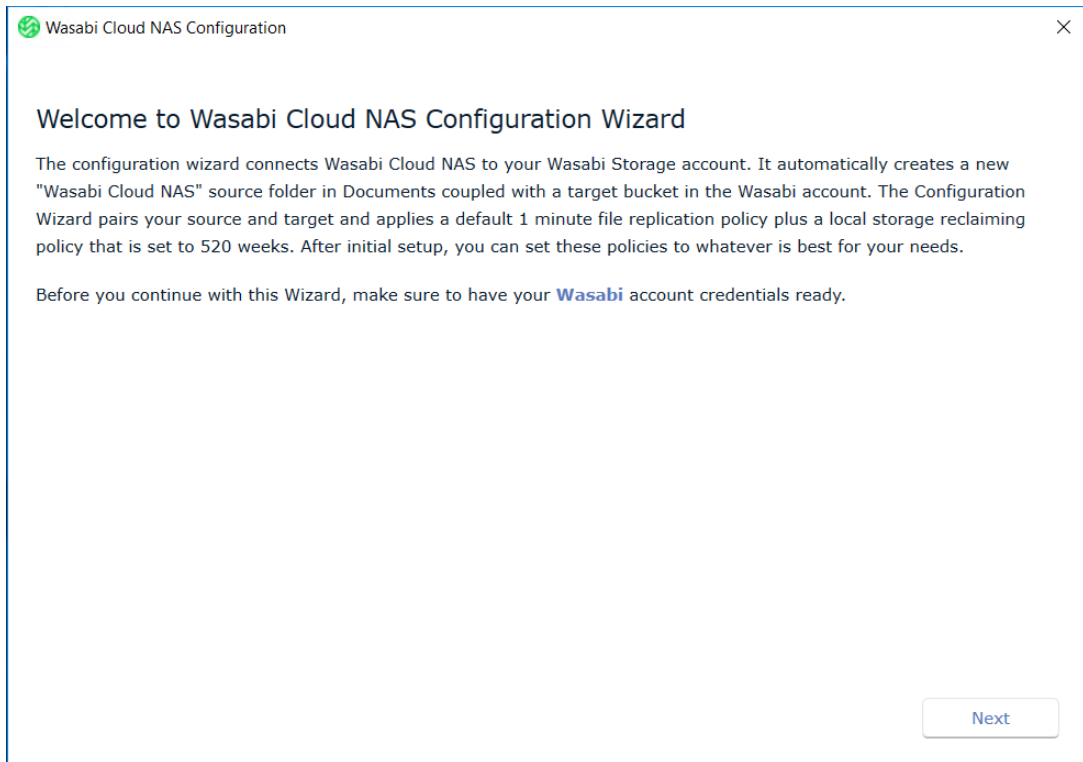 Wasabi Cloud NAS Configuration
Welcome to Wasabi Cloud NAS Configuration Wizard
The configuration wizard connects Wasabi Cloud NAS to your Wasabi Storage account. It automatically creates a new
"Wasabi Cloud NAS" source folder in Documents coupled with a target bucket in the Wasabi account. The Configuration
Wizard pairs your source and target and applies a default 1 minute file replication policy plus a local storage reclaiming
policy that is set to 520 weeks. After initial setup, you can set these policies to whatever is best for your needs.
Before you continue with this Wizard, make sure to have your Wasabi account credentials ready.
Next